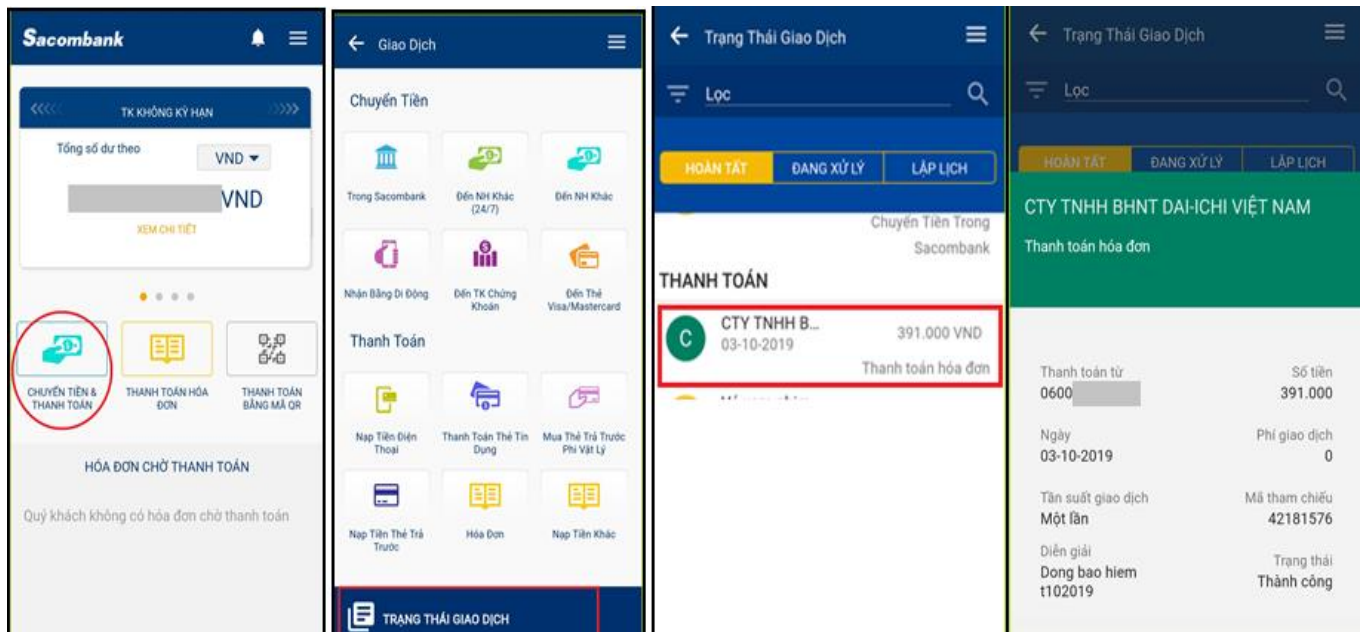 Sacombank
TK KHÔNG KỲ HẠN
Tổng số dư theo
VND
VND
XEM CHI TIẾT
CHUYỂN TIỀN &
THANH TOÁN
THANH TOÁN HÓA
ĐƠN
THANH TOÁN
BẰNG MÃ QR
HÓA ĐƠN CHỜ THANH TOÁN
Quý khách không có hóa đơn chờ thanh toán
Giao Dịch
Chuyển Tiền
Trong Sacombank
Đến NH Khác
(24/7)
Đến NH Khác
Nhận Bằng Di Động
Đến TK Chứng
Khoán
Đến Thẻ
Visa/Mastercard
Thanh Toán
Nạp Tiền Điện
Thoại
Thanh Toán Thẻ Tín
Dụng
Mua Thẻ Trả Trước
Phi Vật Lý
Nạp Tiền Thẻ Trả
Trước
Hóa Đơn
Nạp Tiền Khác
TRẠNG THÁI GIAO DỊCH
Trạng Thái Giao Dịch
Lọc
HOÀN TẤT
ĐANG XỬ LÝ
LẬP LỊCH
Chuyển Tiền Trong
Sacombank
THANH TOÁN
C
CTY TNHH B...
391.000 VND
03-10-2019
Thanh toán hóa đơn
Trạng Thái Giao Dịch
Lọc
HOÀN TẤT
ĐANG XỬ LÝ
LẬP LỊCH
CTY TNHH BHNT DAI-ICHI VIỆT NAM
Thanh toán hóa đơn
Thanh toán từ
0600
Số tiền
391.000
Ngày
03-10-2019
Phí giao dịch
0
Tần suất giao dịch
Một lần
Mã tham chiếu
42181576
Diễn giải
Dong bao hiem
t102019
Trạng thái
Thành công